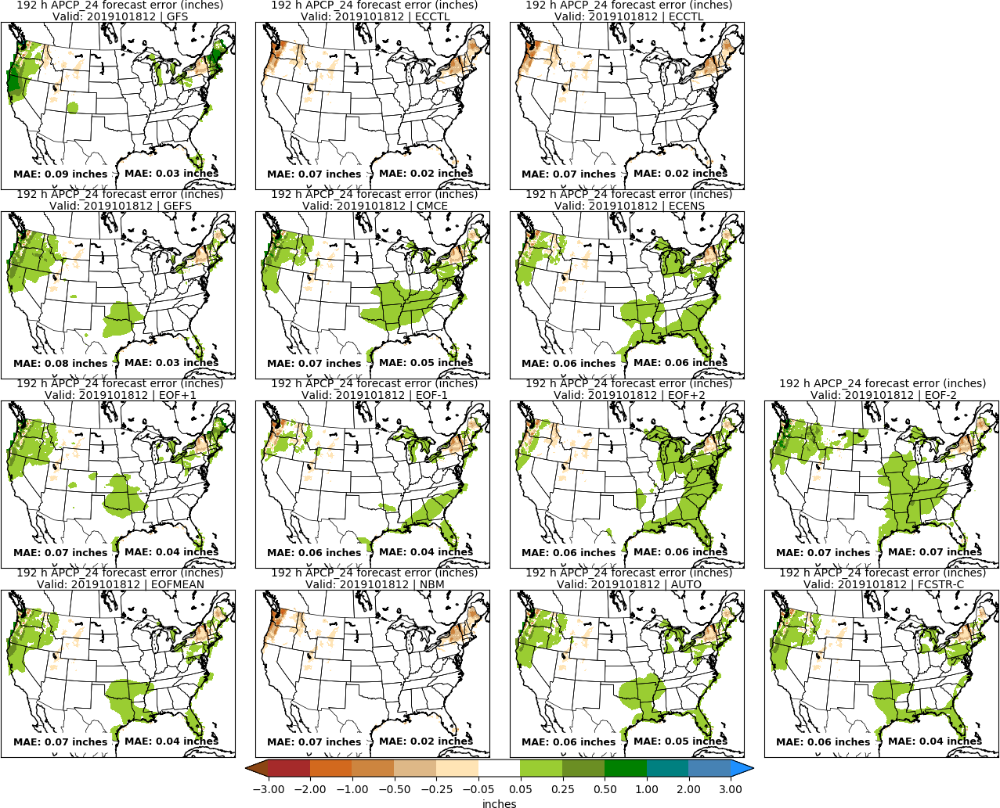 192 h APCP_24 forecast error (inches)
Valid: 2019101812 | GFS
MAE: 0.09 inches
MAE: 0.03 inches
192 h APCP_24 forecast error (inches)
Valid: 2019101812 | ECCTL
MAE: 0.07 inches
MAE: 0.02 inches
192 h APCP_24 forecast error (inches)
Valid: 2019101812 | ECCTL
MAE: 0.07 inches
MAE: 0.02 inches
192 h APCP_24 forecast error (inches)
Valid: 2019101812 | GEFS
MAE: 0.08 inches
MAE: 0.03 inches
192 h APCP_24 forecast error (inches)
Valid: 2019101812 | CMCE
MAE: 0.07 inches
MAE: 0.05 inches
192 h APCP_24 forecast error (inches)
Valid: 2019101812 | ECENS
MAE: 0.06 inches
MAE: 0.06 inches
192 h APCP_24 forecast error (inches)
Valid: 2019101812 | EOF+1
MAE: 0.07 inches
MAE: 0.04 inches
192 h APCP_24 forecast error (inches)
Valid: 2019101812 | EOF-1
MAE: 0.06 inches
MAE: 0.04 inches
192 h APCP_24 forecast error (inches)
Valid: 2019101812 | EOF+2
MAE: 0.06 inches
MAE: 0.06 inches
192 h APCP_24 forecast error (inches)
Valid: 2019101812 | EOF-2
MAE: 0.07 inches
MAE: 0.07 inches
192 h APCP_24 forecast error (inches)
Valid: 2019101812 | EOFMEAN
MAE: 0.07 inches
MAE: 0.04 inches
192 h APCP_24 forecast error (inches)
Valid: 2019101812 | NBM
MAE: 0.07 inches
MAE: 0.02 inches
192 h APCP_24 forecast error (inches)
Valid: 2019101812 | AUTO
MAE: 0.06 inches
MAE: 0.05 inches
192 h APCP_24 forecast error (inches)
Valid: 2019101812 | FCSTR-C
MAE: 0.06 inches
MAE: 0.04 inches
−3.00 −2.00 −1.00 −0.50 −0.25 −0.05 0.05 0.25 0.50 1.00 2.00 3.00
inches